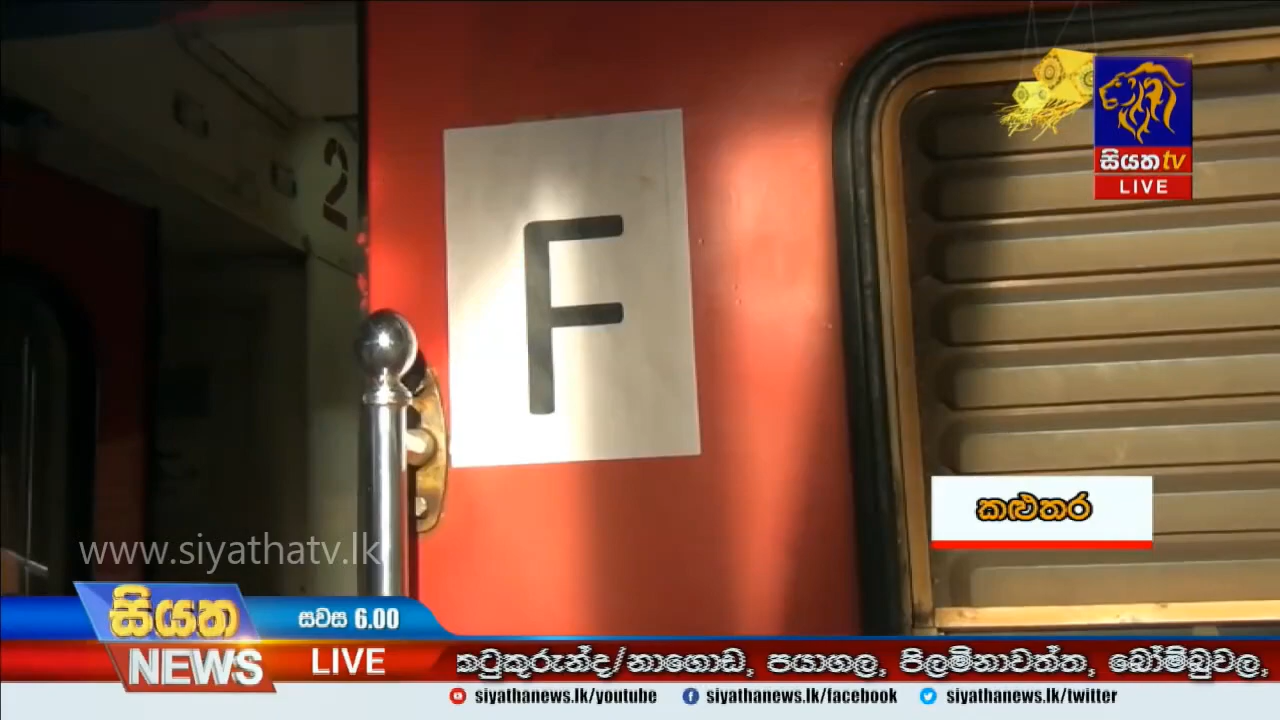 සියත tv
LIVE
2
F
කළුතර
www.siyathatv.lk
සියත
NEWS
සවස 6.00
LIVE
කටුකුරුන්ද/නාගොඩ, පයාගල, පිලමිනාවත්ත, බෝම්බුවල,
siyathanews.lk/youtube
siyathanews.lk/facebook
siyathanews.lk/twitter